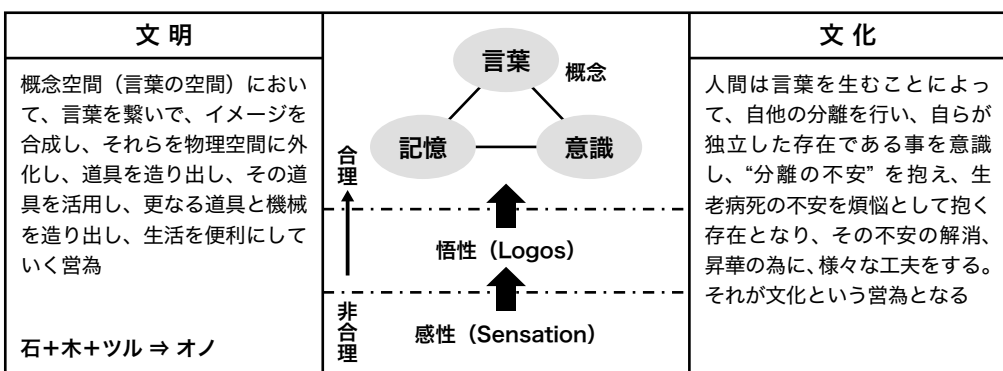 文明
概念空間（言葉の空間）におい
て、言葉を繋いで、イメージを
合成し、それらを物理空間に外
化し、道具を造り出し、その道
具を活用し、更なる道具と機械
を造り出し、生活を便利にして
いく営為
石＋木＋ツル ⇒ オノ
言葉
概念
記憶
意識
合理
悟性（Logos）
非合理
感性（Sensation）
文化
人間は言葉を生むことによっ
て、自他の分離を行い、自らが
独立した存在である事を意識
し、“分離の不安” を抱え、生
老病死の不安を煩悩として抱く
存在となり、その不安の解消、
昇華の為に、様々な工夫をする。
それが文化という営為となる